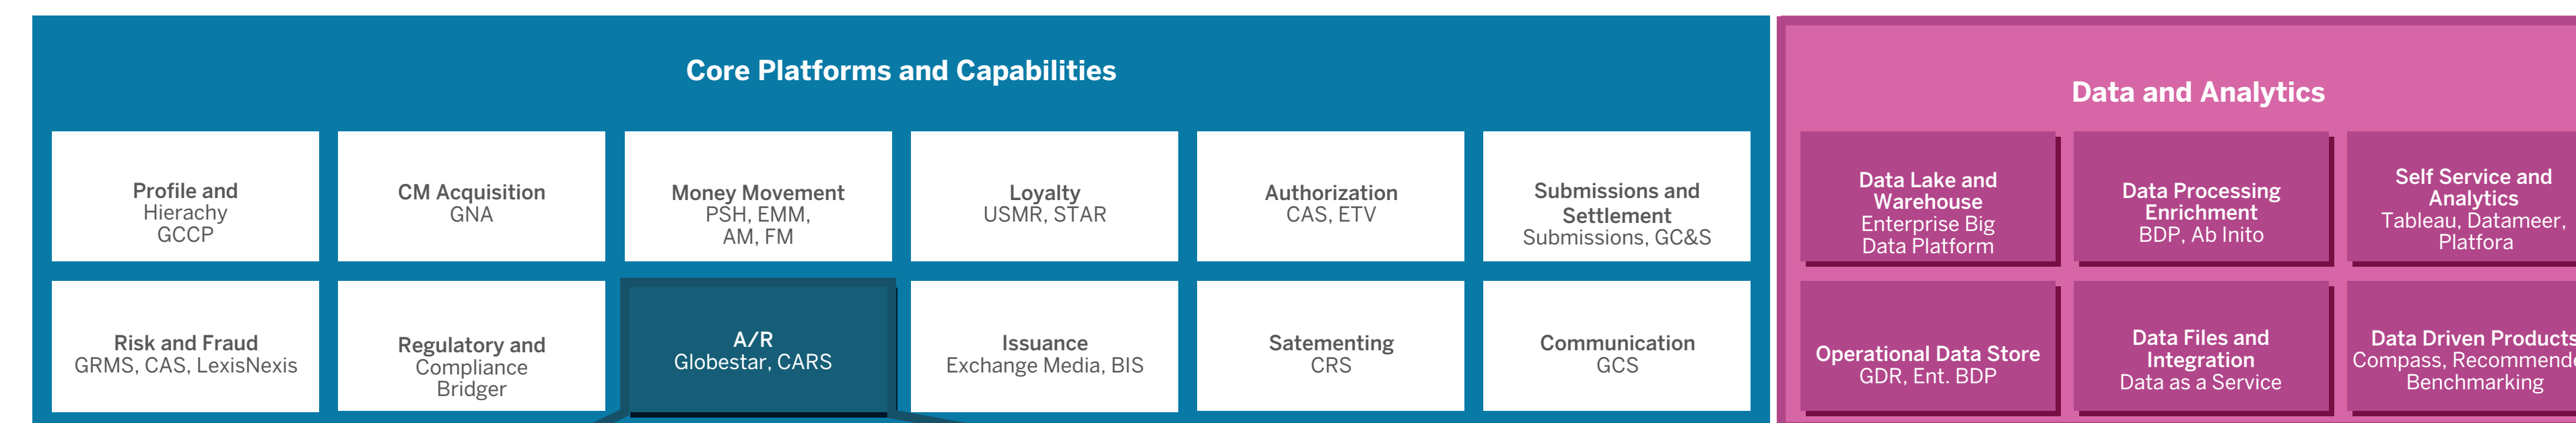 Core Platforms and Capabilities
Profile and
Hierachy
GCCP
CM Acquisition
GNA
Money Movement
PSH, EMM,
AM, FM
Loyalty
USMR, STAR
Authorization
CAS, ETV
Submissions and
Settlement
Submissions, GC&S
Risk and Fraud
GRMS, CAS, LexisNexis
Regulatory and
Compliance
Bridger
A/R
Globestar, CARS
Issuance
Exchange Media, BIS
Satementing
CRS
Communication
GCS
Data and Analytics
Data Lake and
Warehouse
Enterprise Big
Data Platform
Data Processing
Enrichment
BDP, Ab Inito
Self Service and
Analytics
Tableau, Datameer,
Platfora
Operational Data Store
GDR, Ent. BDP
Data Files and
Integration
Data as a Service
Data Driven Products
Compass,
Benchmarking